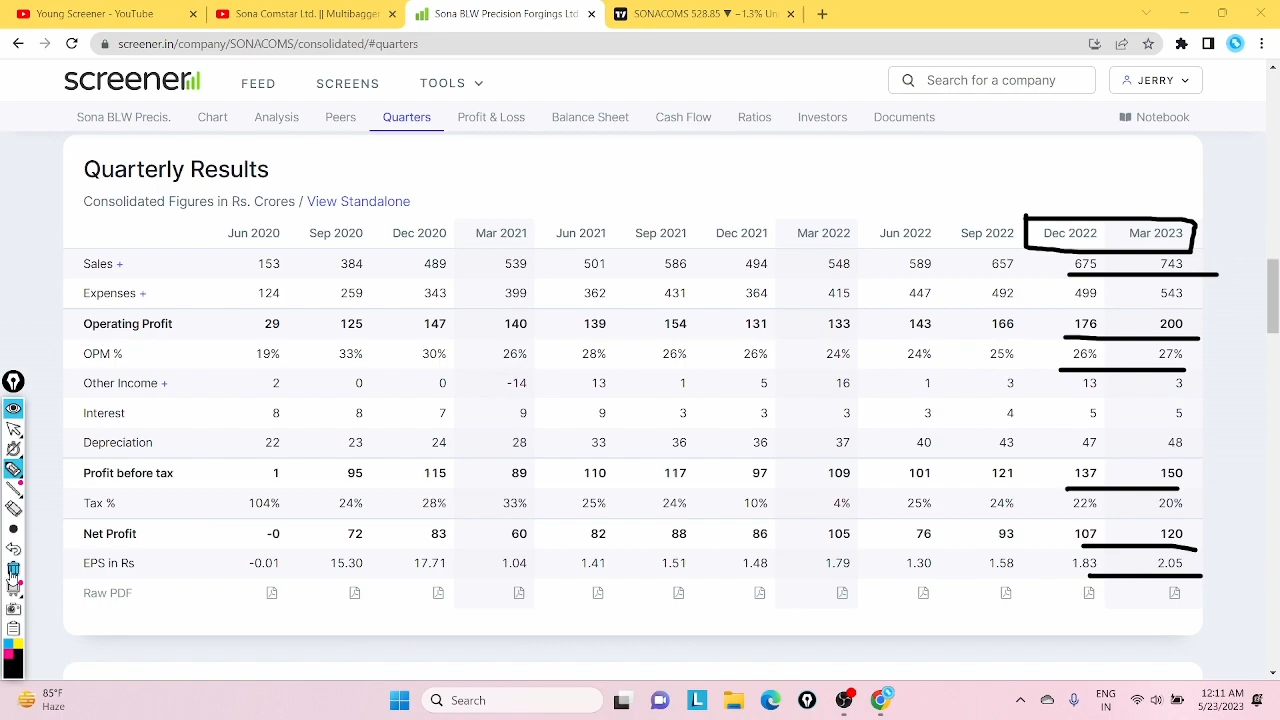 Young Screener - YouTube
Sona Comstar Ltd. || Multibagger
Sona BLW Precision Forgings Ltd
SONACOMS 528.85 ▼ −1.3% Un
screener.in/company/SONACOMS/consolidated/#quarters
screener FEED SCREENS TOOLS Search for a company JERRY
Sona BLW Precis. Chart Analysis Peers Quarters Profit & Loss Balance Sheet Cash Flow Ratios Investors Documents Notebook
Quarterly Results
Consolidated Figures in Rs. Crores / View Standalone
Jun 2020 Sep 2020 Dec 2020 Mar 2021 Jun 2021 Sep 2021 Dec 2021 Mar 2022 Jun 2022 Sep 2022 Dec 2022 Mar 2023
Sales + 153 384 489 539 501 586 494 548 589 657 675 743
Expenses + 124 259 343 399 362 431 364 415 447 492 499 543
Operating Profit 29 125 147 140 139 154 131 133 143 166 176 200
OPM % 19% 33% 30% 26% 28% 26% 26% 24% 24% 25% 26% 27%
Other Income + 2 0 0 -14 13 1 5 16 1 3 13 3
Interest 8 8 7 9 9 3 3 3 3 4 5 5
Depreciation 22 23 24 28 33 36 36 37 40 43 47 48
Profit before tax 1 95 115 89 110 117 97 109 101 121 137 150
Tax % 104% 24% 28% 33% 25% 24% 10% 4% 25% 24% 22% 20%
Net Profit -0 72 83 60 82 88 86 105 76 93 107 120
EPS in Rs -0.01 15.30 17.71 1.04 1.41 1.51 1.48 1.79 1.30 1.58 1.83 2.05
Raw PDF
85°F
Haze
Search
ENG
IN
12:11 AM
5/23/2023